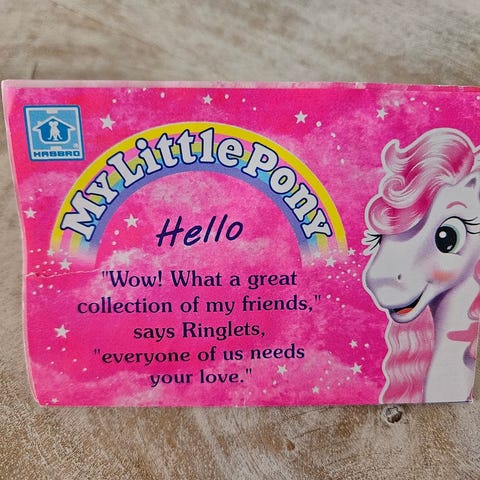 HASBRO
My Little Pony
Hello
"Wow! What a great
collection of my friends,"
says Ringlets,
"everyone of us needs
your love."